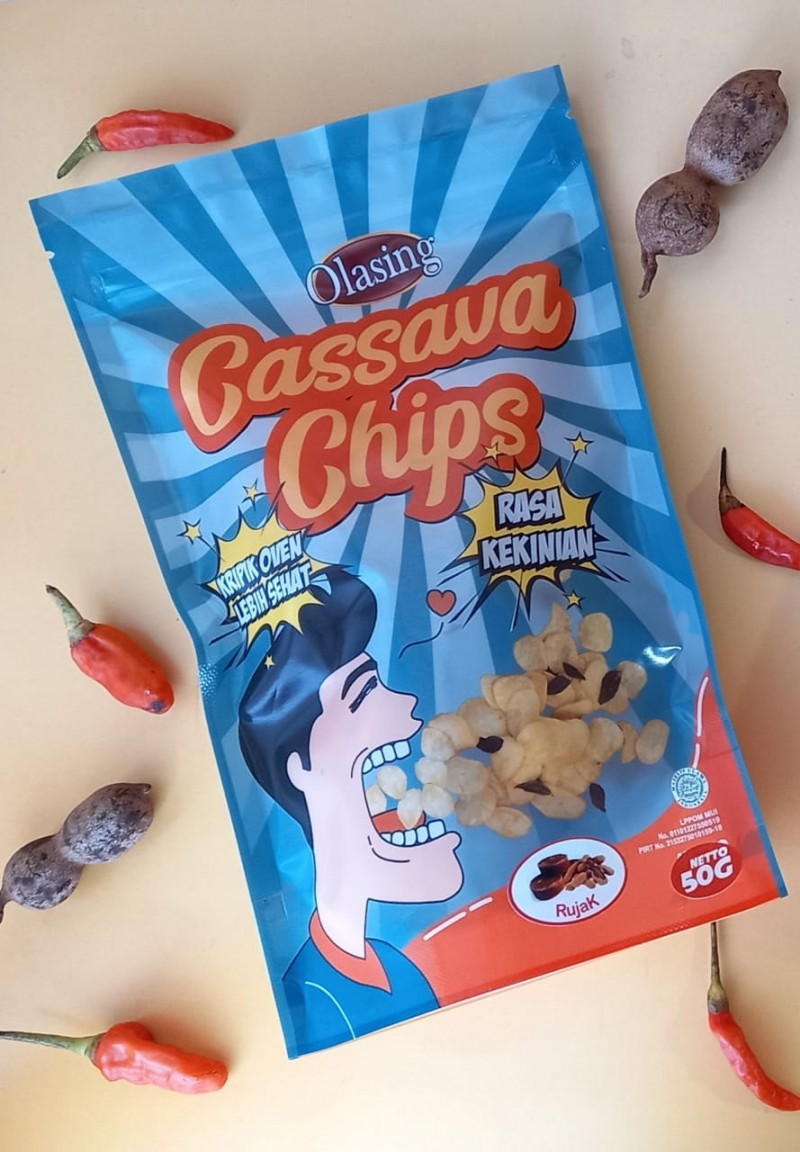 Olasing
Cassava
Chips
RASA
KEKINIAN
KRIPIK OVEN
LEBIH SEHAT
LPPOM MUI
NETTO
50G
RujaK